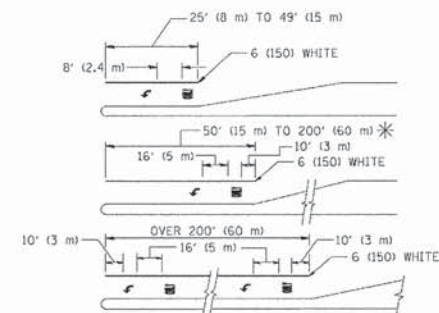 25' (8 m) TO 49' (15 m)
6 (150) WHITE
8' (2.4 m)
50' (15 m) TO 200' (60 m) ✳
10' (3 m)
16' (5 m)
6 (150) WHITE
OVER 200' (60 m)
10' (3 m)
16' (5 m)
10' (3 m)
6 (150) WHITE